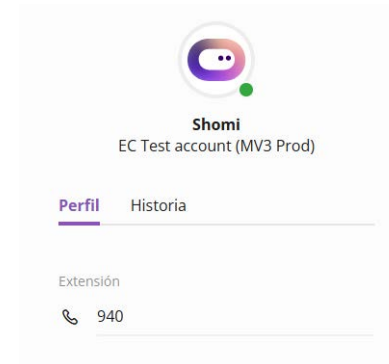 Shomi
EC Test account (MV3 Prod)
Perfil Historia
Extensión
940